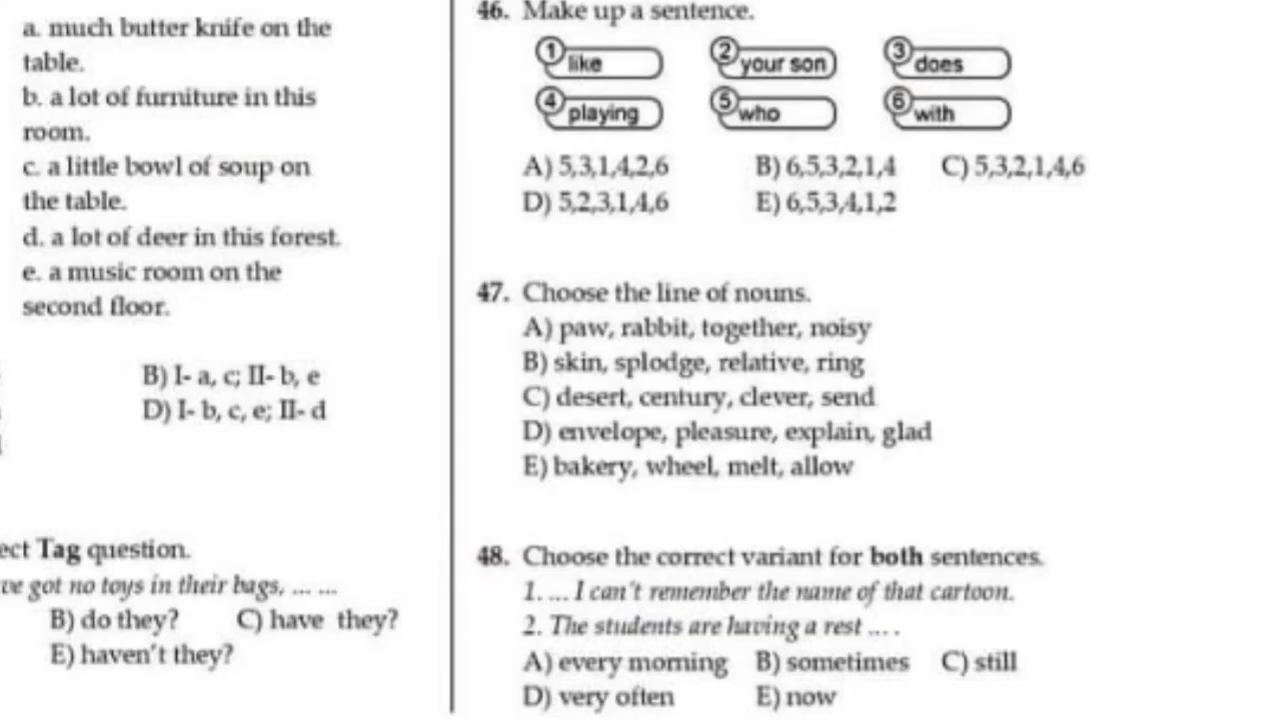 a. much butter knife on the
table.
b. a lot of furniture in this
room.
c. a little bowl of soup on
the table.
d. a lot of deer in this forest.
e. a music room on the
second floor.
B) I- a, c; II- b, e
D) I- b, c, e; II- d
ect Tag question.
ve got no toys in their bags, ... ...
B) do they? C) have they?
E) haven't they?
46. Make up a sentence.
1 like 2 your son 3 does
4 playing 5 who 6 with
A) 5,3,1,4,2,6 B) 6,5,3,2,1,4 C) 5,3,2,1,4,6
D) 5,2,3,1,4,6 E) 6,5,3,4,1,2
47. Choose the line of nouns.
A) paw, rabbit, together, noisy
B) skin, splodge, relative, ring
C) desert, century, clever, send
D) envelope, pleasure, explain, glad
E) bakery, wheel, melt, allow
48. Choose the correct variant for both sentences.
1. ... I can't remember the name of that cartoon.
2. The students are having a rest ... .
A) every morning B) sometimes C) still
D) very often E) now